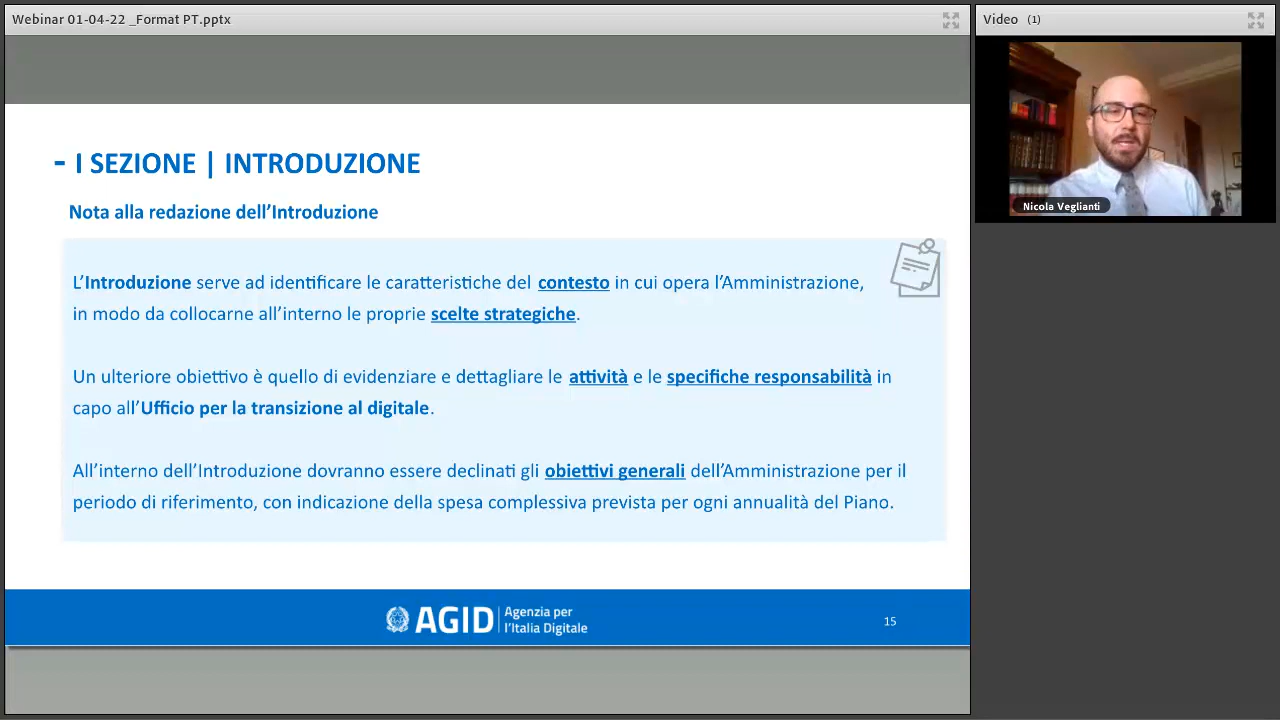 Webinar 01-04-22 _Format PT.pptx
Video (1)
Nicola Veglianti
- I SEZIONE | INTRODUZIONE
Nota alla redazione dell’Introduzione
L’Introduzione serve ad identificare le caratteristiche del contesto in cui opera l’Amministrazione,
in modo da collocarne all’interno le proprie scelte strategiche.
Un ulteriore obiettivo è quello di evidenziare e dettagliare le attività e le specifiche responsabilità in
capo all’Ufficio per la transizione al digitale.
All’interno dell’Introduzione dovranno essere declinati gli obiettivi generali dell’Amministrazione per il
periodo di riferimento, con indicazione della spesa complessiva prevista per ogni annualità del Piano.
AGID
Agenzia per
l’Italia Digitale
15